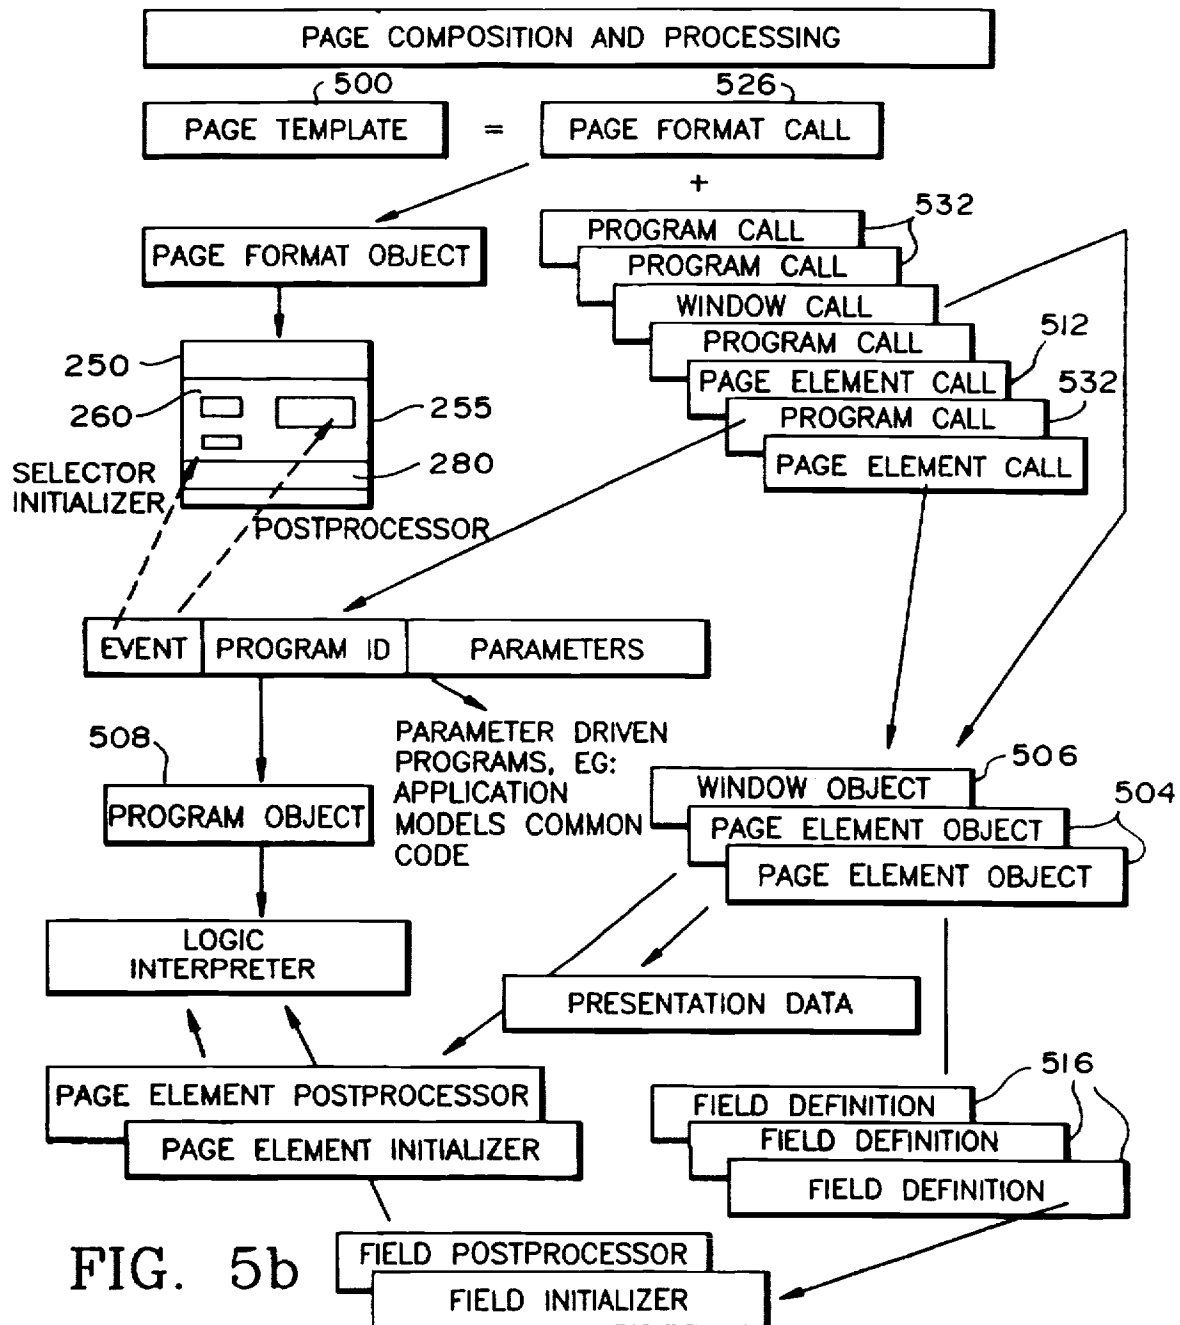 PAGE COMPOSITION AND PROCESSING
500
526
PAGE TEMPLATE
=
PAGE FORMAT CALL
+
532
PROGRAM CALL
PROGRAM CALL
WINDOW CALL
PROGRAM CALL
512
PAGE ELEMENT CALL
532
PROGRAM CALL
PAGE ELEMENT CALL
PAGE FORMAT OBJECT
250
260
255
280
SELECTOR
INITIALIZER
POSTPROCESSOR
EVENT
PROGRAM ID
PARAMETERS
PARAMETER DRIVEN
PROGRAMS, EG:
APPLICATION
MODELS COMMON
CODE
508
PROGRAM OBJECT
506
WINDOW OBJECT
504
PAGE ELEMENT OBJECT
PAGE ELEMENT OBJECT
LOGIC
INTERPRETER
PRESENTATION DATA
PAGE ELEMENT POSTPROCESSOR
PAGE ELEMENT INITIALIZER
516
FIELD DEFINITION
FIELD DEFINITION
FIELD DEFINITION
FIELD POSTPROCESSOR
FIELD INITIALIZER
FIG. 5b